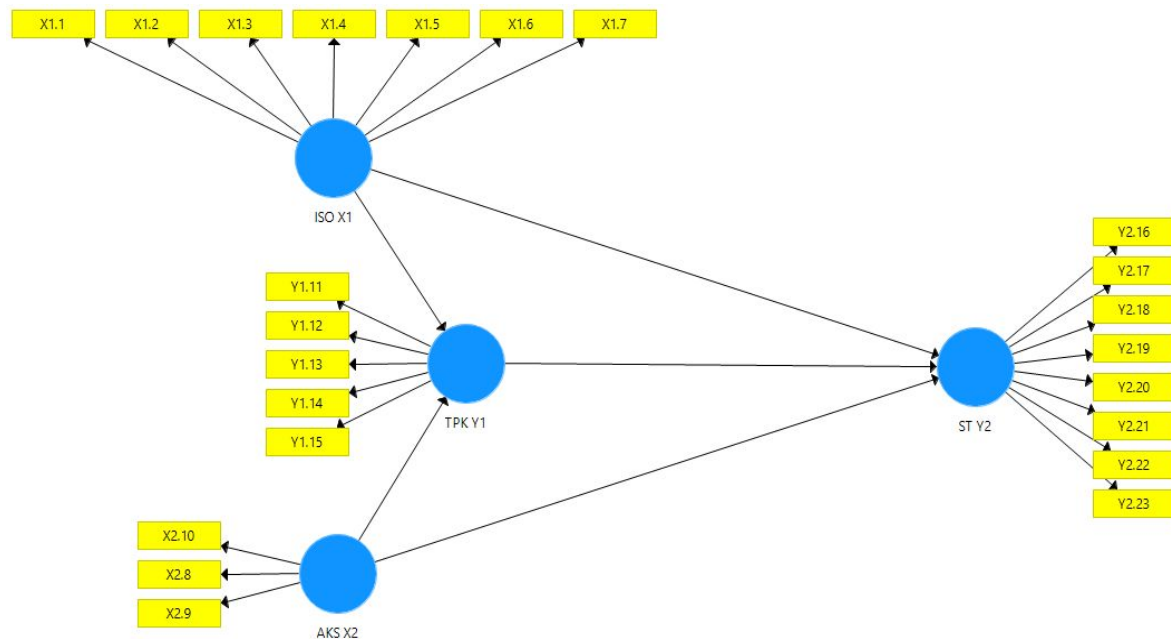 X1.1 X1.2 X1.3 X1.4 X1.5 X1.6 X1.7
ISO X1
Y1.11
Y1.12
Y1.13
Y1.14
Y1.15
TPK Y1
X2.10
X2.8
X2.9
AKS X2
Y2.16
Y2.17
Y2.18
Y2.19
Y2.20
Y2.21
Y2.22
Y2.23
ST Y2